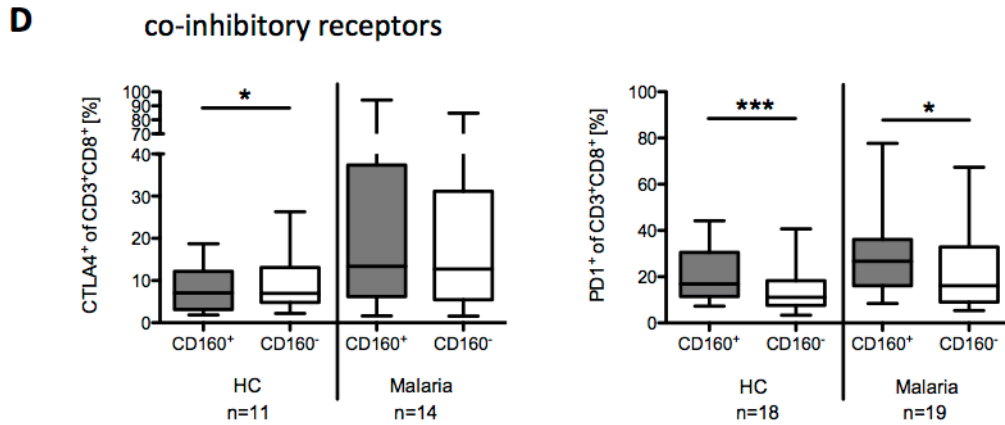 D
co-inhibitory receptors
CTLA4⁺ of CD3⁺CD8⁺ [%]
100
90
80
70
40
30
20
10
0
*
CD160⁺ CD160⁻ CD160⁺ CD160⁻
HC Malaria
n=11 n=14
PD1⁺ of CD3⁺CD8⁺ [%]
100
80
60
40
20
0
*** *
CD160⁺ CD160⁻ CD160⁺ CD160⁻
HC Malaria
n=18 n=19